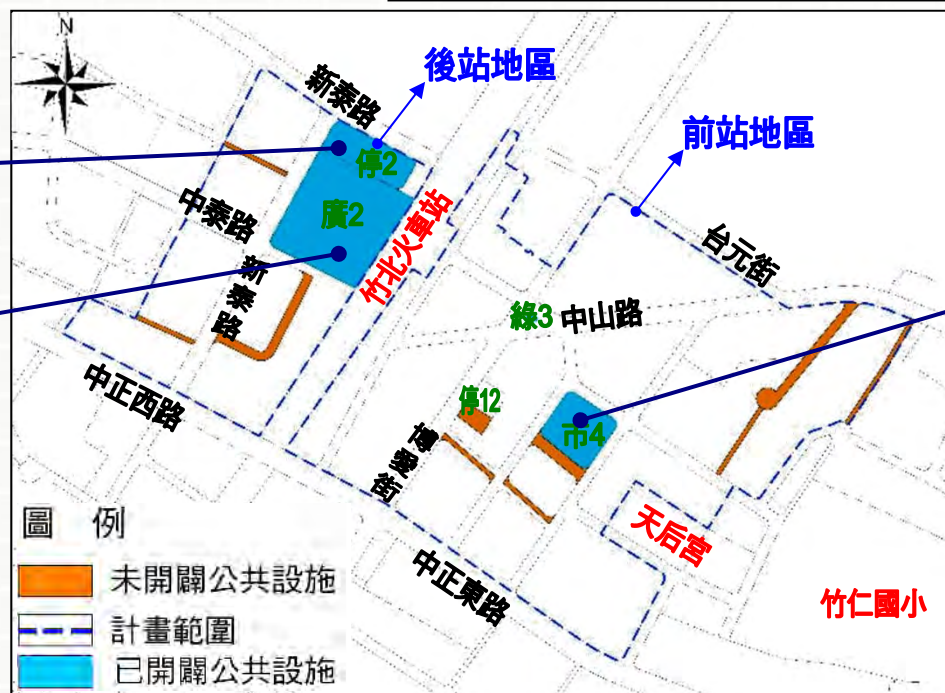 N
後站地區
新泰路
停2
前站地區
廣2
中泰路
竹北火車站
台元街
新泰路
綠3
中山路
中正西路
停12
市4
博愛街
天后宮
中正東路
竹仁國小
圖 例
未開闢公共設施
計畫範圍
已開闢公共設施